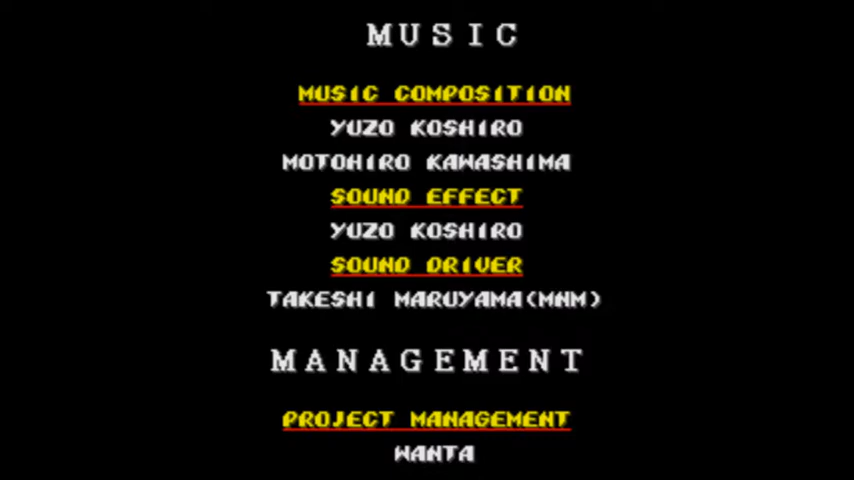 MUSIC
MUSIC COMPOSITION
YUZO KOSHIRO
MOTOHIRO KAWASHIMA
SOUND EFFECT
YUZO KOSHIRO
SOUND DRIVER
TAKESHI MARUYAMA(MNM)
MANAGEMENT
PROJECT MANAGEMENT
WANTA